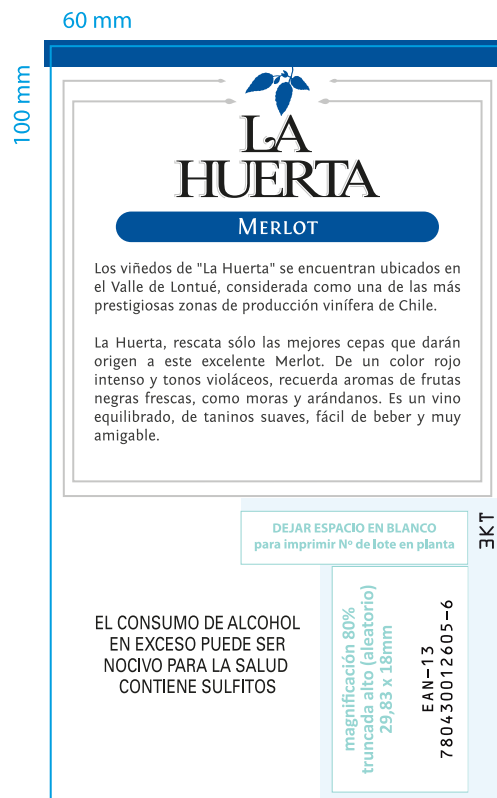 60 mm
100 mm
LA
HUERTA
MERLOT
Los viñedos de "La Huerta" se encuentran ubicados en
el Valle de Lontué, considerada como una de las más
prestigiosas zonas de producción vinífera de Chile.
La Huerta, rescata sólo las mejores cepas que darán
origen a este excelente Merlot. De un color rojo
intenso y tonos violáceos, recuerda aromas de frutas
negras frescas, como moras y arándanos. Es un vino
equilibrado, de taninos suaves, fácil de beber y muy
amigable.
DEJAR ESPACIO EN BLANCO
para imprimir Nº de lote en planta
3KT
EL CONSUMO DE ALCOHOL
EN EXCESO PUEDE SER
NOCIVO PARA LA SALUD
CONTIENE SULFITOS
magnificación 80%
truncada alto (aleatorio)
29,83 x 18mm
EAN-13
780430012605-6